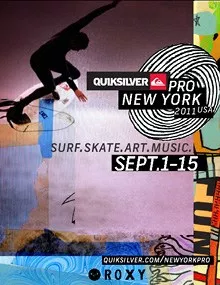 QUIKSILVER PRO
NEW YORK
2011 USA
SURF.SKATE.ART.MUSIC.
SEPT.1-15
QUIKSILVER.COM/NEWYORKPRO
ROXY